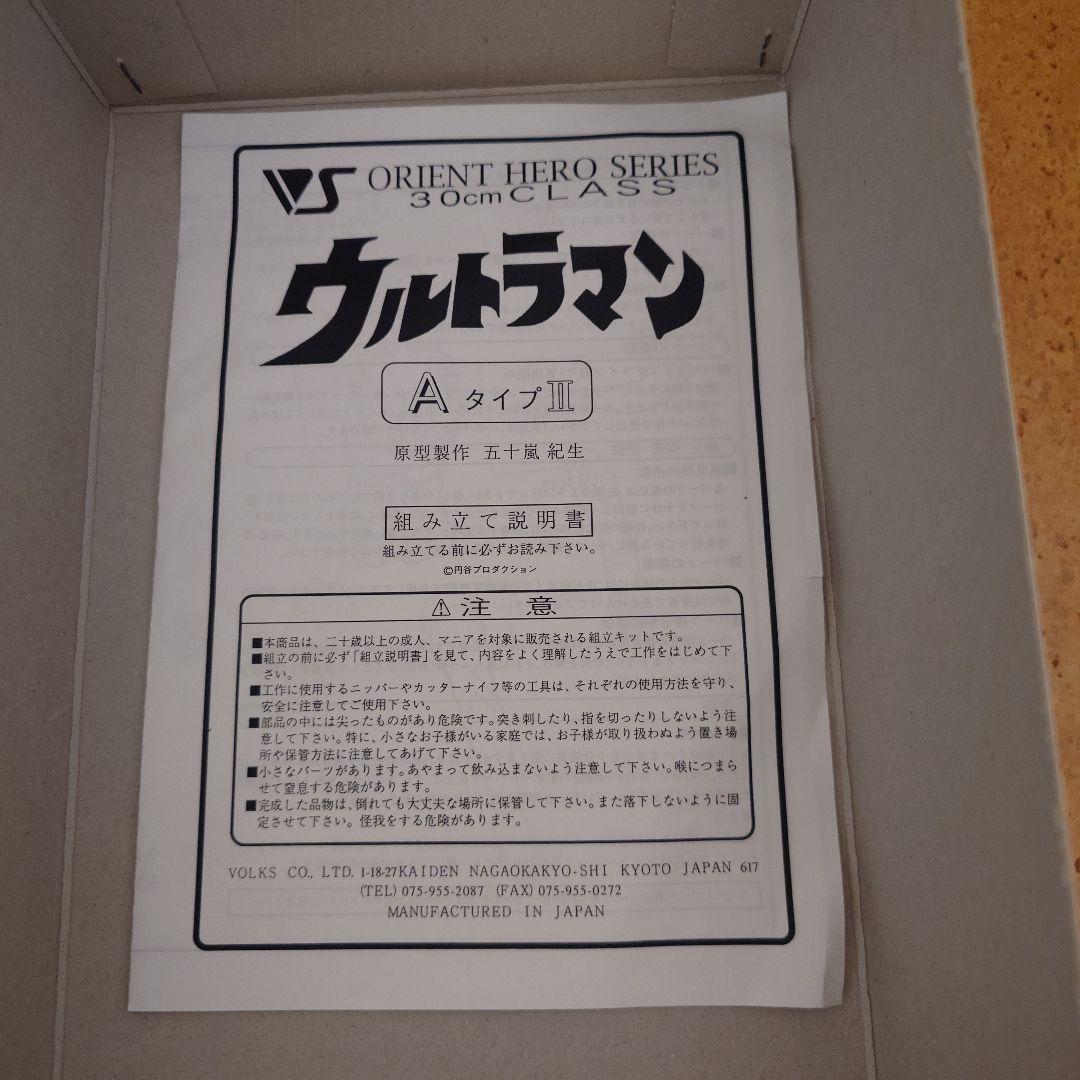 VS ORIENT HERO SERIES
30cm CLASS
ウルトラマン
A タイプ II
原型製作 五十嵐 紀生
組み立て説明書
組み立てる前に必ずお読み下さい。
©円谷プロダクション
⚠注 意
■本商品は、二十歳以上の成人、マニアを対象に販売される組立キットです。
■組立の前に必ず「組立説明書」を見て、内容をよく理解したうえで工作をはじめて下
さい。
■工作に使用するニッパーやカッターナイフ等の工具は、それぞれの使用方法を守り、
安全に注意してご使用下さい。
■部品の中には尖ったものがあり危険です。突き刺したり、指を切ったりしないよう注
意して下さい。特に、小さなお子様がいる家庭では、お子様が取り扱わぬよう置き場
所や保管方法に注意してあげて下さい。
■小さなパーツがあります。あやまって飲み込まないよう注意して下さい。喉につまら
せて窒息する危険があります。
■完成した品物は、倒れても大丈夫な場所に保管して下さい。また落下しないように固
定させて下さい。怪我をする危険があります。
VOLKS CO., LTD. 1-18-27KAIDEN NAGAOKAKYO-SHI KYOTO JAPAN 617
(TEL) 075-955-2087 (FAX) 075-955-0272
MANUFACTURED IN JAPAN